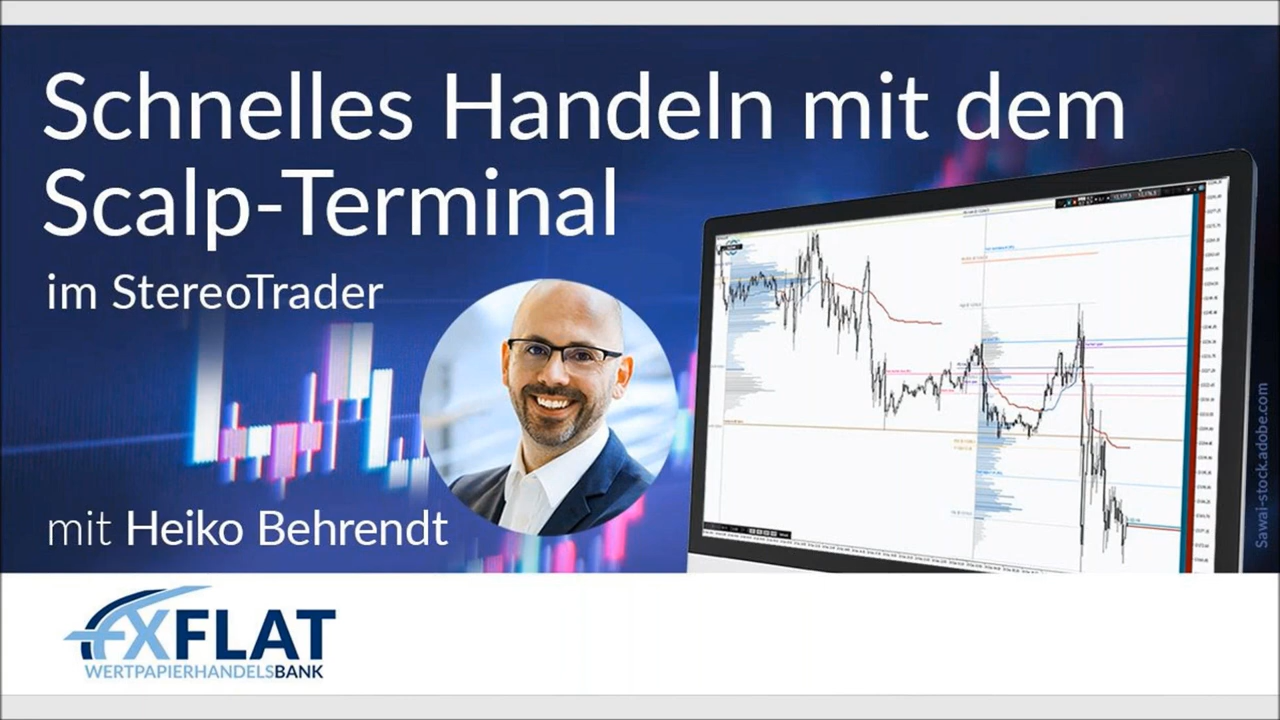 Schnelles Handeln mit dem
Scalp-Terminal
im StereoTrader
mit Heiko Behrendt
Sawai-stock.adobe.com
FXFLAT
WERTPAPIERHANDELSBANK